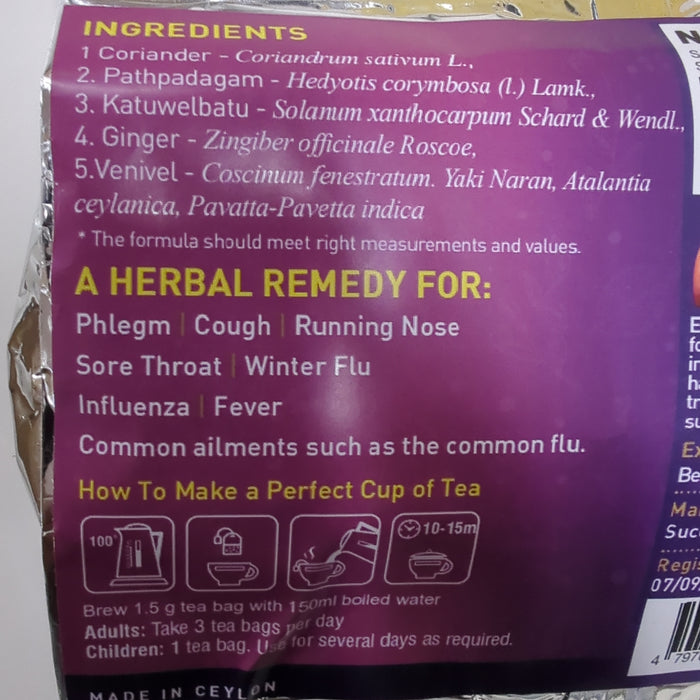 INGREDIENTS
1 Coriander - Coriandrum sativum L.,
2. Pathpadagam - Hedyotis corymbosa (l.) Lamk.,
3. Katuwelbatu - Solanum xanthocarpum Schard & Wendl.,
4. Ginger - Zingiber officinale Roscoe,
5.Venivel - Coscinum fenestratum. Yaki Naran, Atalantia
ceylanica, Pavatta-Pavetta indica
* The formula should meet right measurements and values.
A HERBAL REMEDY FOR:
Phlegm | Cough | Running Nose
Sore Throat | Winter Flu
Influenza | Fever
Common ailments such as the common flu.
How To Make a Perfect Cup of Tea
100° 10-15m
Brew 1.5 g tea bag with 150ml boiled water
Adults: Take 3 tea bags per day
Children: 1 tea bag. Use for several days as required.
MADE IN CEYLON
07/09